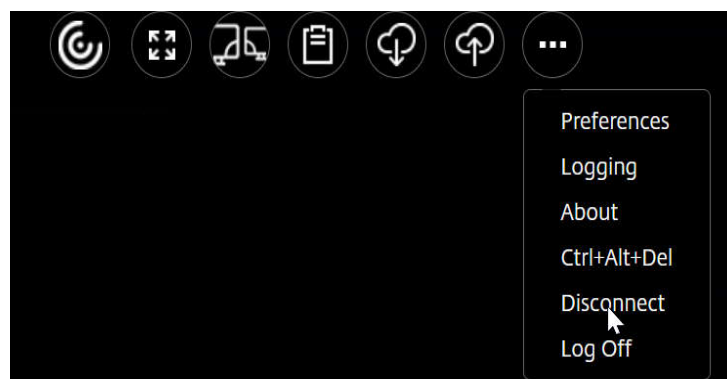 Preferences
Logging
About
Ctrl+Alt+Del
Disconnect
Log Off